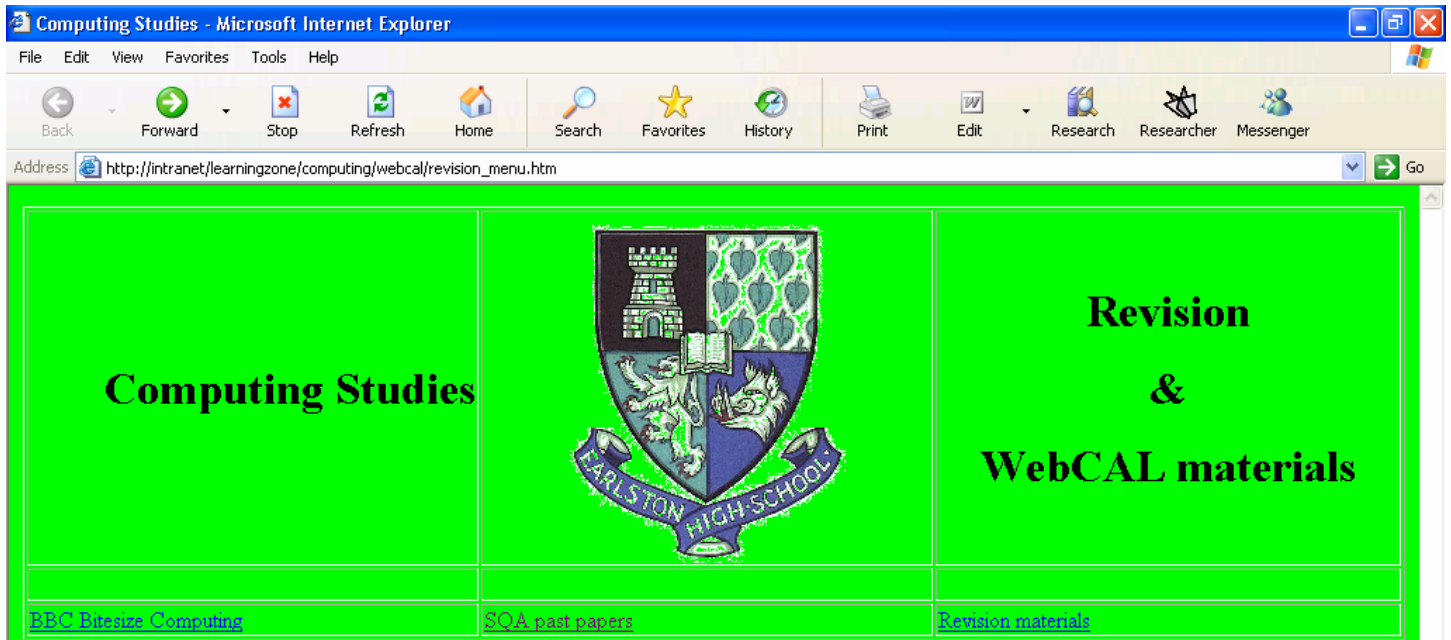 Computing Studies - Microsoft Internet Explorer
File Edit View Favorites Tools Help
Back Forward Stop Refresh Home Search Favorites History Print Edit Research Researcher Messenger
Address http://intranet/learningzone/computing/webcal/revision_menu.htm Go
Computing Studies
EARLSTON HIGH·SCHOOL·
Revision
&
WebCAL materials
BBC Bitesize Computing SQA past papers Revision materials